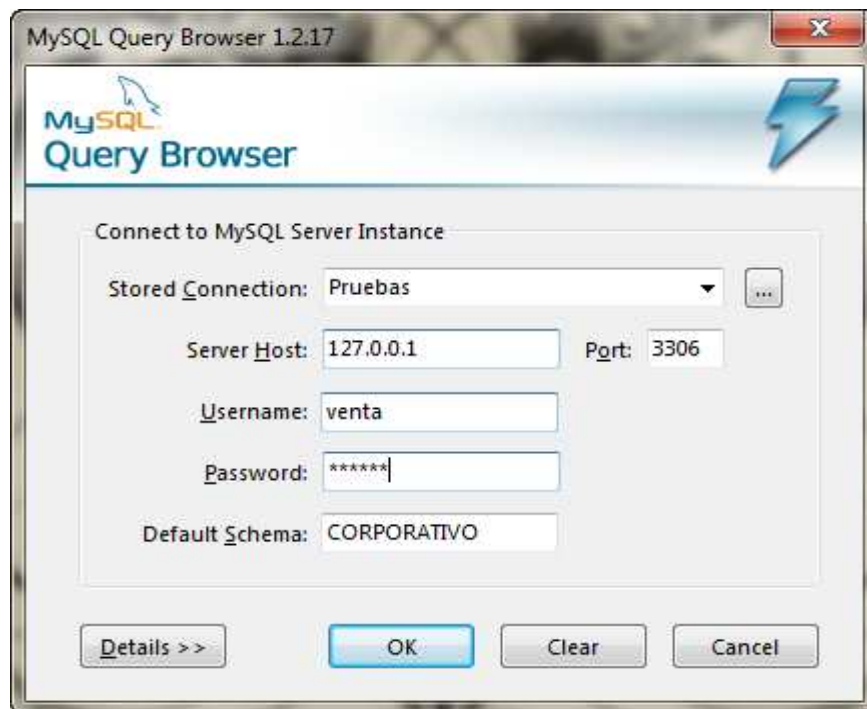 MySQL Query Browser 1.2.17
MySQL
Query Browser
Connect to MySQL Server Instance
Stored Connection: Pruebas ...
Server Host: 127.0.0.1 Port: 3306
Username: venta
Password: ******
Default Schema: CORPORATIVO
Details >> OK Clear Cancel